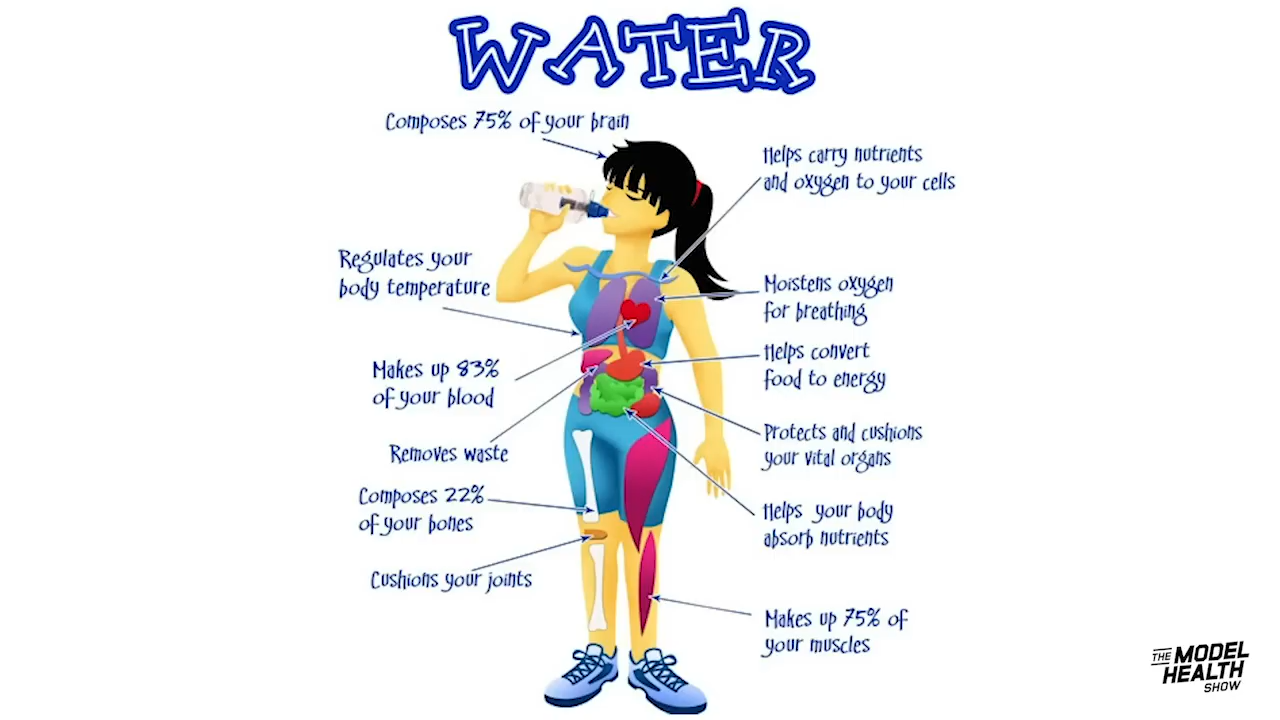 WATER
Composes 75% of your brain
Helps carry nutrients
and oxygen to your cells
Regulates your
body temperature
Moistens oxygen
for breathing
Helps convert
food to energy
Makes up 83%
of your blood
Protects and cushions
your vital organs
Removes waste
Composes 22%
of your bones
Helps your body
absorb nutrients
Cushions your joints
Makes up 75% of
your muscles
THE MODEL
HEALTH
SHOW